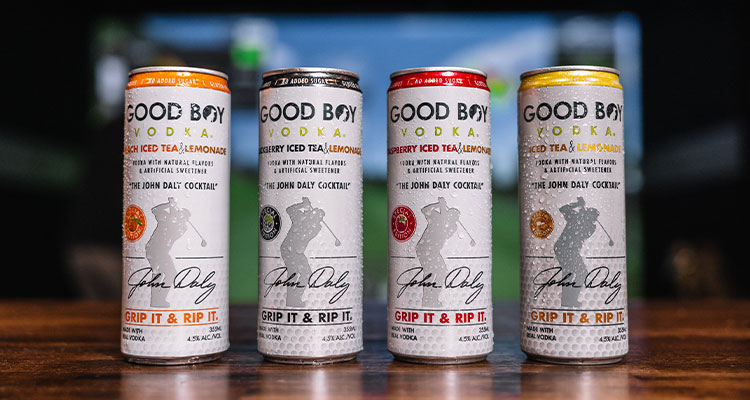 NO ADDED SUGAR
GOOD BOY
VODKA
ICED TEA & LEMONADE
VODKA WITH NATURAL FLAVORS
& ARTIFICIAL SWEETENER
"THE JOHN DALY COCKTAIL"
John Daly
GRIP IT & RIP IT.
MADE WITH
REAL VODKA
355ML
4.5% ALC./VOL.
NO ADDED SUGAR
GOOD BOY
VODKA
ICED TEA & LEMONADE
VODKA WITH NATURAL FLAVORS
& ARTIFICIAL SWEETENER
"THE JOHN DALY COCKTAIL"
SPECIAL
EDITION
John Daly
GRIP IT & RIP IT.
MADE WITH
REAL VODKA
355ML
4.5% ALC./VOL.
NO ADDED SUGAR
GOOD BOY
VODKA
RASPBERRY ICED TEA & LEMONADE
VODKA WITH NATURAL FLAVORS
& ARTIFICIAL SWEETENER
"THE JOHN DALY COCKTAIL"
SPECIAL
EDITION
John Daly
GRIP IT & RIP IT.
MADE WITH
REAL VODKA
355ML
4.5% ALC./VOL.
GOOD BOY
VODKA
ICED TEA & LEMONADE
VODKA WITH NATURAL FLAVORS
& ARTIFICIAL SWEETENER
"THE JOHN DALY COCKTAIL"
John Daly
GRIP IT & RIP IT.
MADE WITH
REAL VODKA
355ML
4.5% ALC./VOL.